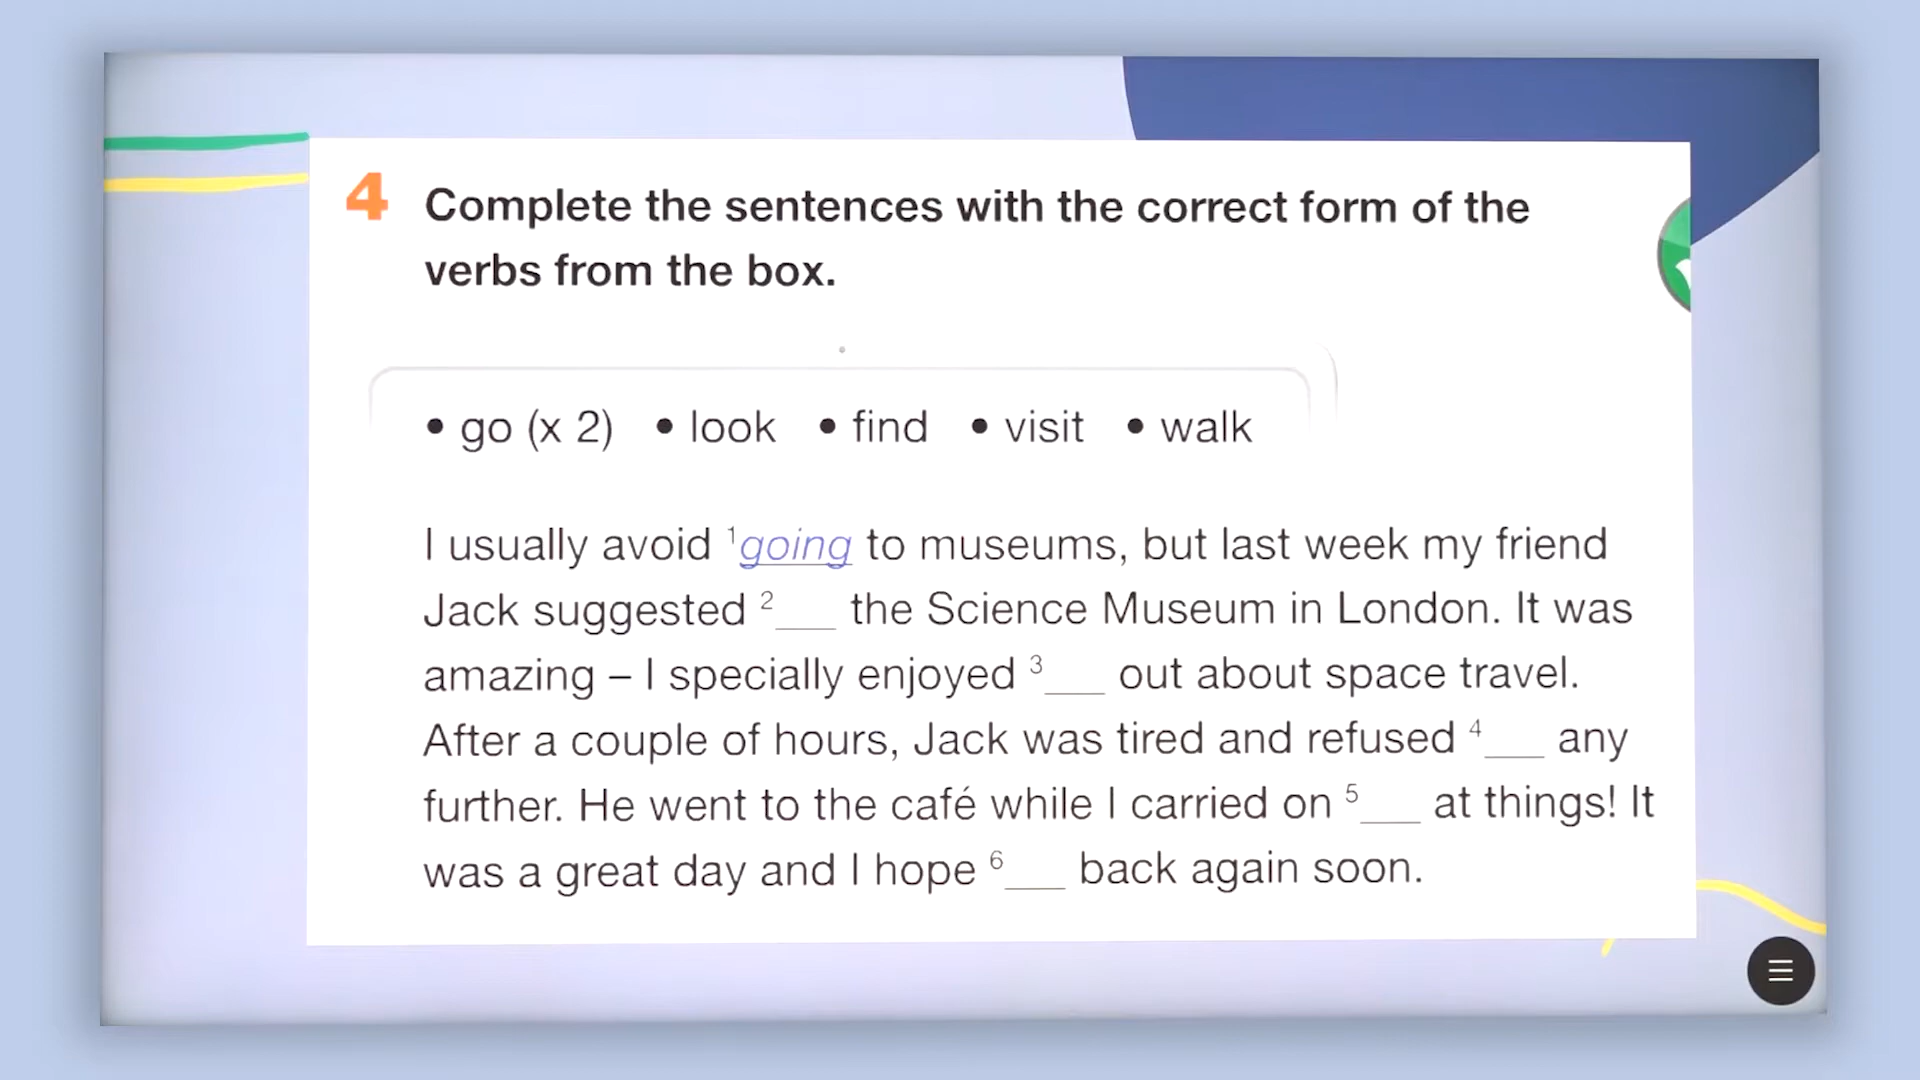 4 Complete the sentences with the correct form of the
verbs from the box.
• go (x 2) • look • find • visit • walk
I usually avoid ¹going to museums, but last week my friend
Jack suggested ²___ the Science Museum in London. It was
amazing – I specially enjoyed ³___ out about space travel.
After a couple of hours, Jack was tired and refused ⁴___ any
further. He went to the café while I carried on ⁵___ at things! It
was a great day and I hope ⁶___ back again soon.